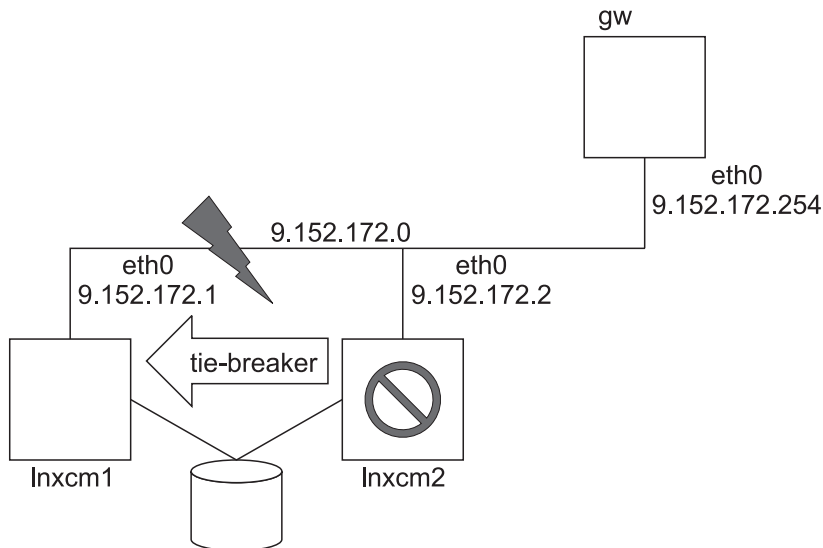 gw
eth0
9.152.172.254
9.152.172.0
eth0
9.152.172.1
eth0
9.152.172.2
tie-breaker
lnxcm1
lnxcm2